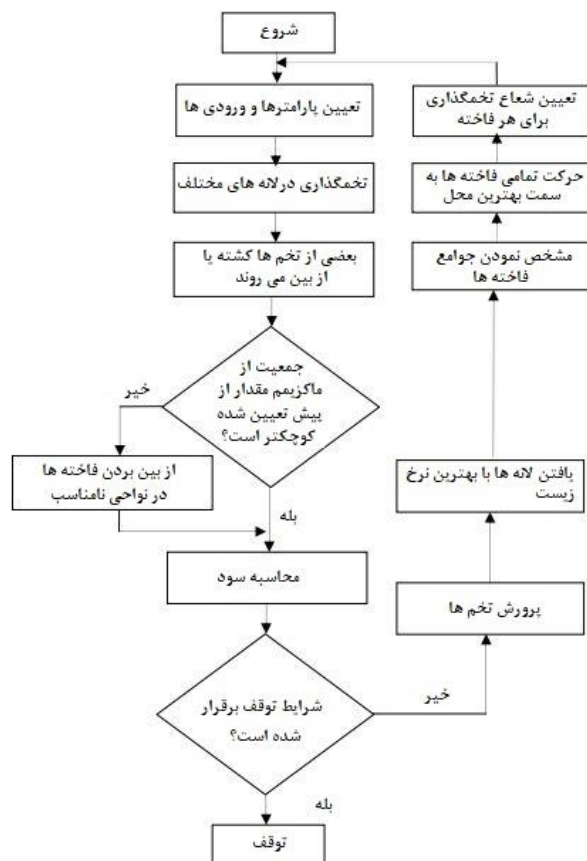 شروع
تعیین پارامترها و ورودی ها
تخمگذاری درلانه های مختلف
بعضی از تخم ها کشته یا
از بین می روند
جمعیت از
ماکزیمم مقدار از
پیش تعیین شده
کوچکتر است؟
خیر
از بین بردن فاخته ها
در نواحی نامناسب
بله
محاسبه سود
شرایط توقف برقرار
شده است؟
بله
توقف
خیر
پرورش تخم ها
یافتن لانه ها با بهترین نرخ
زیست
مشخص نمودن جوامع
فاخته ها
حرکت تمامی فاخته ها به
سمت بهترین محل
تعیین شعاع تخمگذاری
برای هر فاخته